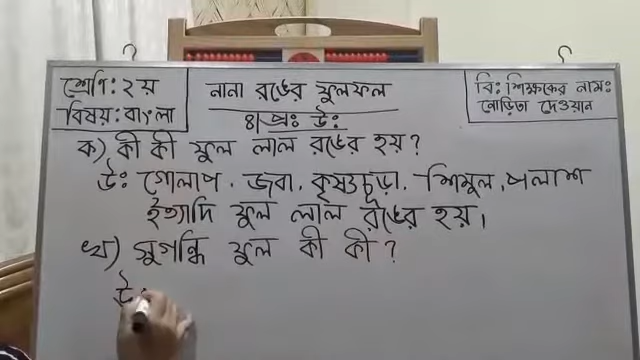 শ্রেণি: ২য়
বিষয়: বাংলা
নানা রঙের ফুলফল
৪| প্রঃ উঃ
বি: শিক্ষকের নাম:
নোভিতা দেওয়ান
ক) কী কী ফুল লাল রঙের হয়?
উঃ গোলাপ, জবা, কৃষ্ণচূড়া, শিমুল, পলাশ
ইত্যাদি ফুল লাল রঙের হয়।
খ) সুগন্ধি ফুল কী কী?
উঃ